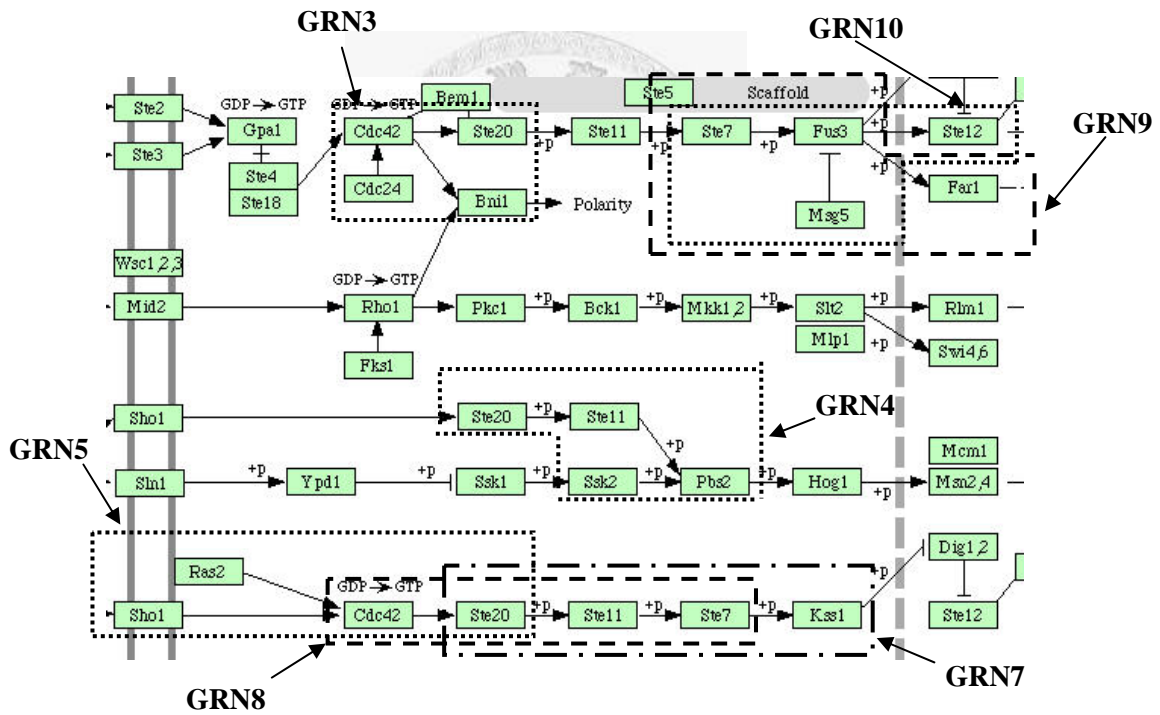 GRN3
GRN10
Ste2
GDP → GTP
GDP → GTP
Bem1
Ste5
Scaffold
+p
Gpa1
Cdc42
Ste20
+p
Ste11
+p
Ste7
+p
Fus3
+p
Ste12
GRN9
Ste3
+p
Ste4
Ste18
Cdc24
Bni1
Polarity
Msg5
Far1
Wsc1,2,3
GDP → GTP
Mid2
Rho1
Pkc1
+p
Bck1
+p
Mkk1,2
+p
Slt2
+p
Rlm1
Mlp1
+p
Swi4,6
Fks1
Sho1
Ste20
+p
Ste11
GRN4
+p
GRN5
Mcm1
Sln1
+p
Ypd1
+p
Ssk1
+p
Ssk2
+p
Pbs2
+p
Hog1
+p
Msn2,4
Dig1,2
Ras2
GDP → GTP
+p
Sho1
Cdc42
Ste20
+p
Ste11
+p
Ste7
+p
Kss1
Ste12
GRN8
GRN7